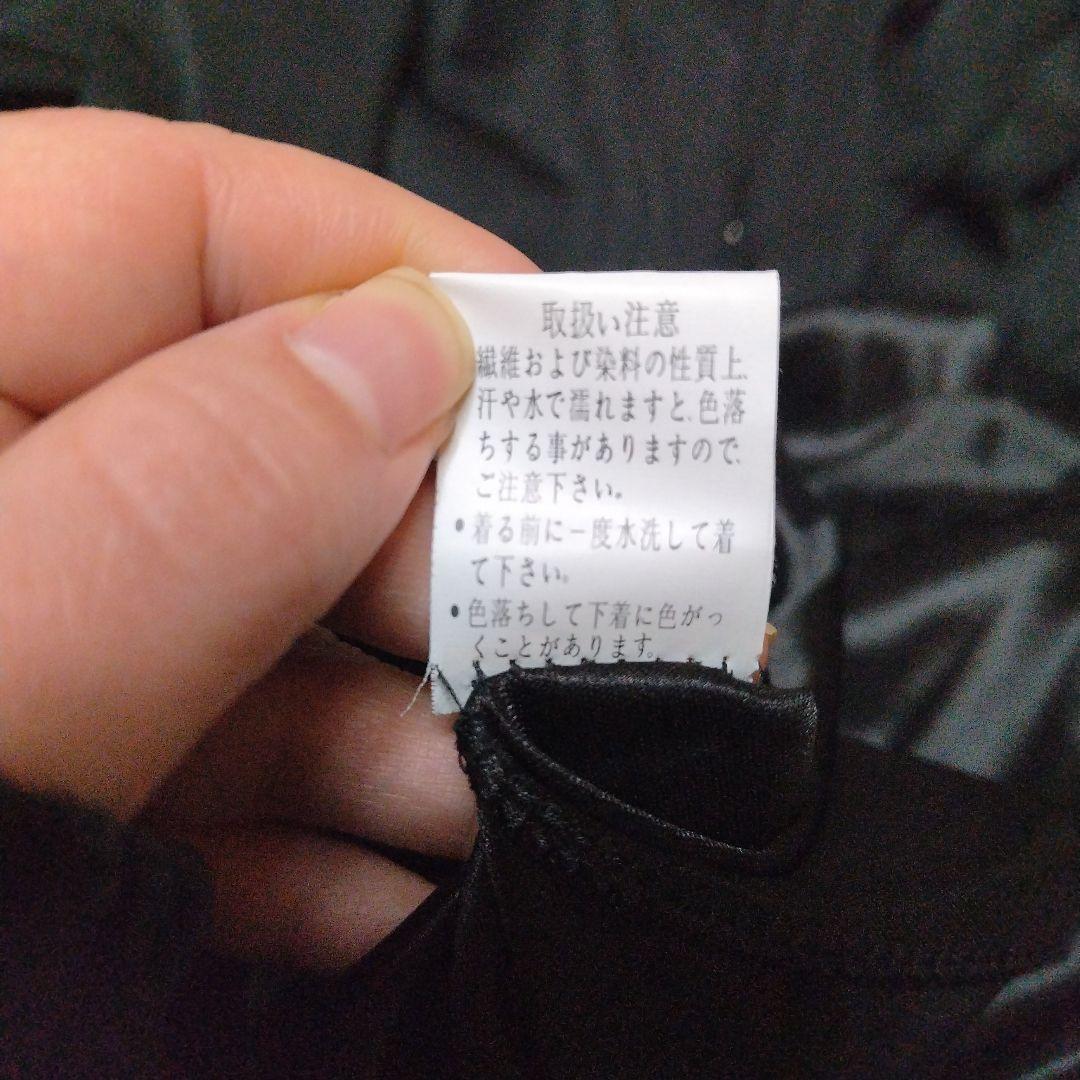 取扱い注意
繊維および染料の性質上、
汗や水で濡れますと、色落
ちする事がありますので、
ご注意下さい。
•着る前に一度水洗して着
て下さい。
•色落ちして下着に色がっ
くことがあります。